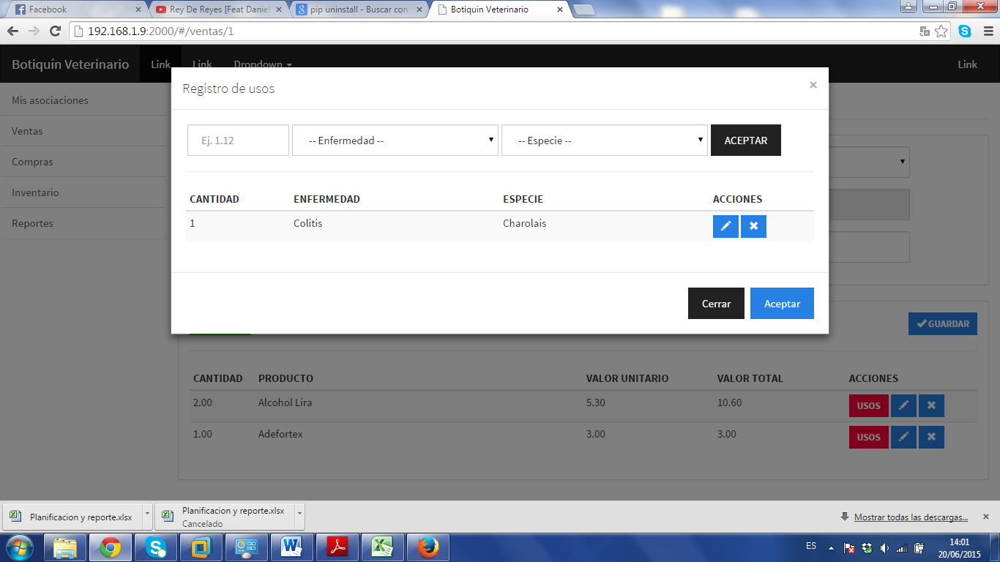 Facebook
Rey De Reyes [Feat Daniel
pip uninstall - Buscar con
Botiquín Veterinario
192.168.1.9:2000/#/ventas/1
Botiquín Veterinario
Link
Link
Dropdown
Link
Mis asociaciones
Ventas
Compras
Inventario
Reportes
Registro de usos
×
Ej. 1.12
-- Enfermedad --
-- Especie --
ACEPTAR
CANTIDAD ENFERMEDAD ESPECIE ACCIONES
1 Colitis Charolais
Cerrar
Aceptar
GUARDAR
CANTIDAD PRODUCTO VALOR UNITARIO VALOR TOTAL ACCIONES
2.00 Alcohol Lira 5.30 10.60 USOS
1.00 Adefortex 3.00 3.00 USOS
Planificacion y reporte.xlsx
Planificacion y reporte.xlsx
Cancelado
Mostrar todas las descargas...
ES
14:01
20/06/2015